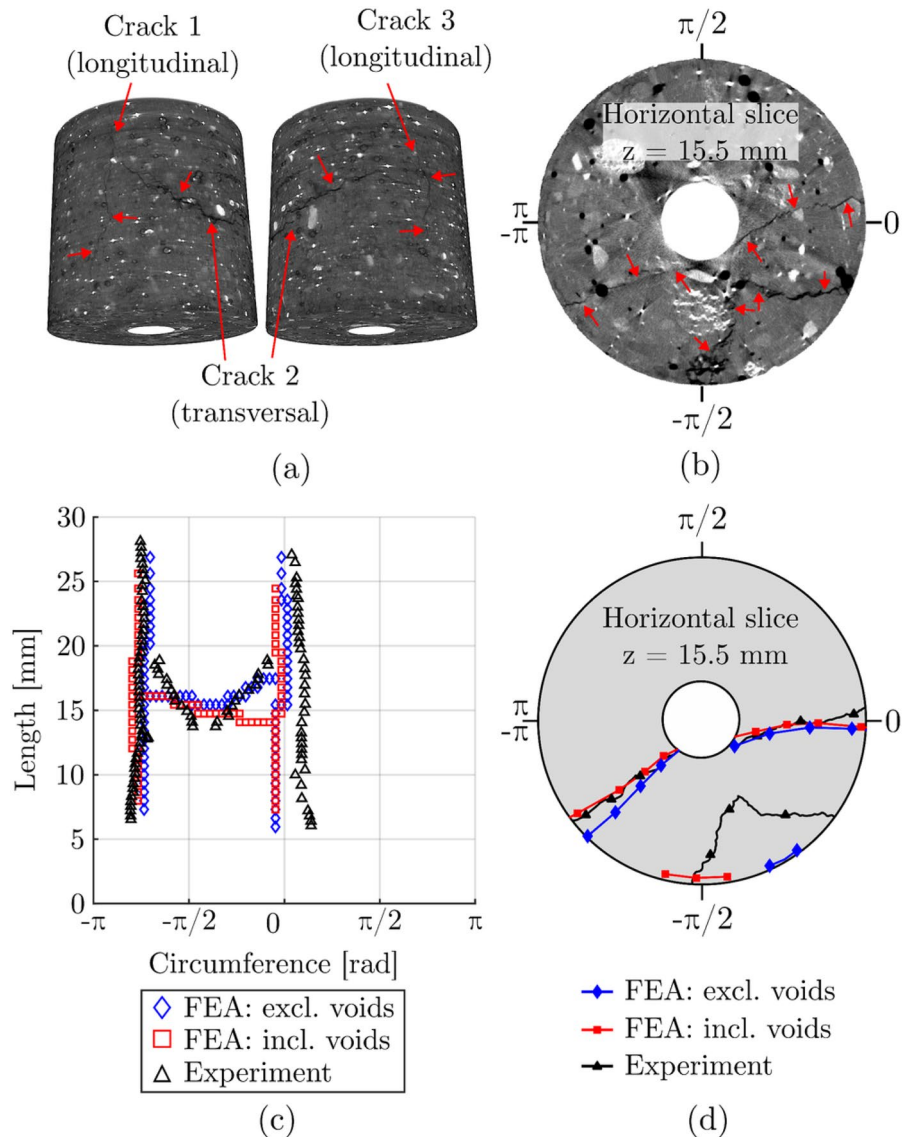 Crack 1
(longitudinal)
Crack 3
(longitudinal)
Crack 2
(transversal)
(a)
π/2
Horizontal slice
z = 15.5 mm
π
-π
0
-π/2
(b)
30
25
20
15
10
5
0
Length [mm]
-π
-π/2
0
π/2
π
Circumference [rad]
FEA: excl. voids
FEA: incl. voids
Experiment
(c)
π/2
Horizontal slice
z = 15.5 mm
π
-π
0
-π/2
FEA: excl. voids
FEA: incl. voids
Experiment
(d)